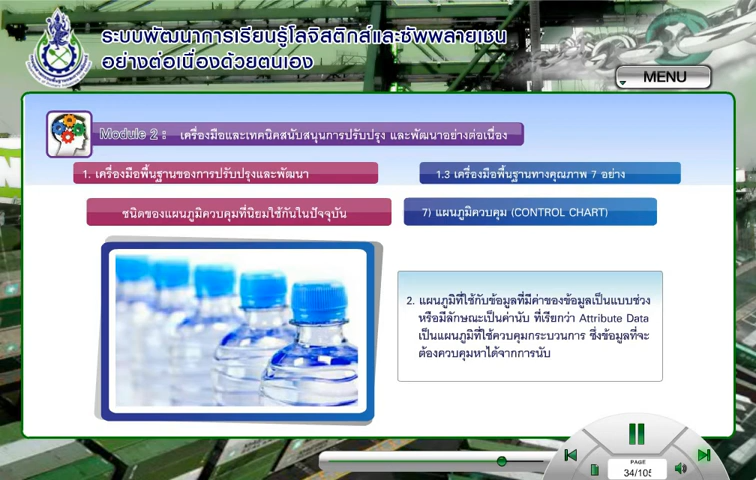 ระบบพัฒนาการเรียนรู้โลจิสติกส์และซัพพลายเชน
อย่างต่อเนื่องด้วยตนเอง
MENU
Module 2 : เครื่องมือและเทคนิคสนับสนุนการปรับปรุง และพัฒนาอย่างต่อเนื่อง
1. เครื่องมือพื้นฐานของการปรับปรุงและพัฒนา
1.3 เครื่องมือพื้นฐานทางคุณภาพ 7 อย่าง
ชนิดของแผนภูมิควบคุมที่นิยมใช้กันในปัจจุบัน
7) แผนภูมิควบคุม (CONTROL CHART)
2. แผนภูมิที่ใช้กับข้อมูลที่มีค่าของข้อมูลเป็นแบบช่วง
หรือมีลักษณะเป็นค่านับ ที่เรียกว่า Attribute Data
เป็นแผนภูมิที่ใช้ควบคุมกระบวนการ ซึ่งข้อมูลที่จะ
ต้องควบคุมหาได้จากการนับ
PAGE
34/105